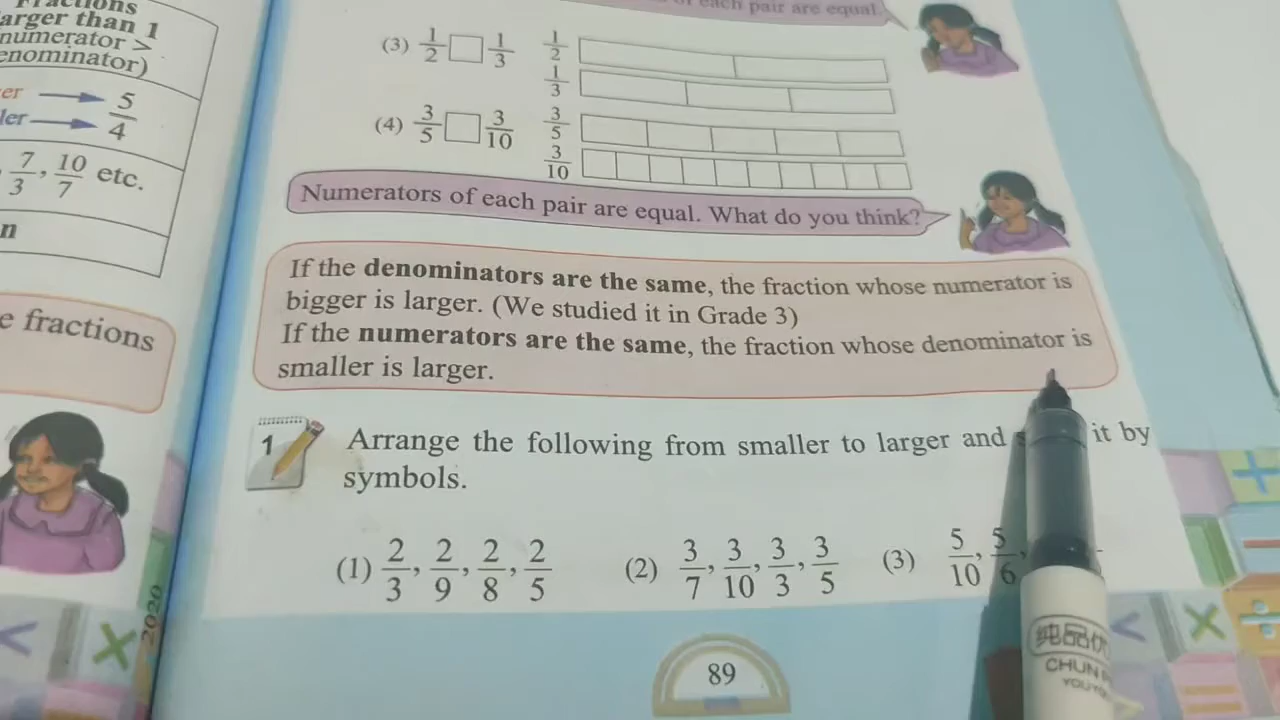 Fractions
arger than 1
numerator >
enominator)
er → 5/4
ler →
7/3, 10/7 etc.
n
e fractions
2020
each pair are equal.
(3) 1/2 □ 1/3
1/2
1/3
(4) 3/5 □ 3/10
3/5
3/10
Numerators of each pair are equal. What do you think?
If the denominators are the same, the fraction whose numerator is
bigger is larger. (We studied it in Grade 3)
If the numerators are the same, the fraction whose denominator is
smaller is larger.
1 Arrange the following from smaller to larger and it by
symbols.
(1) 2/3, 2/9, 2/8, 2/5 (2) 3/7, 3/10, 3/3, 3/5 (3) 5/10, 5/6,
89
纯品优
CHUN
YOU